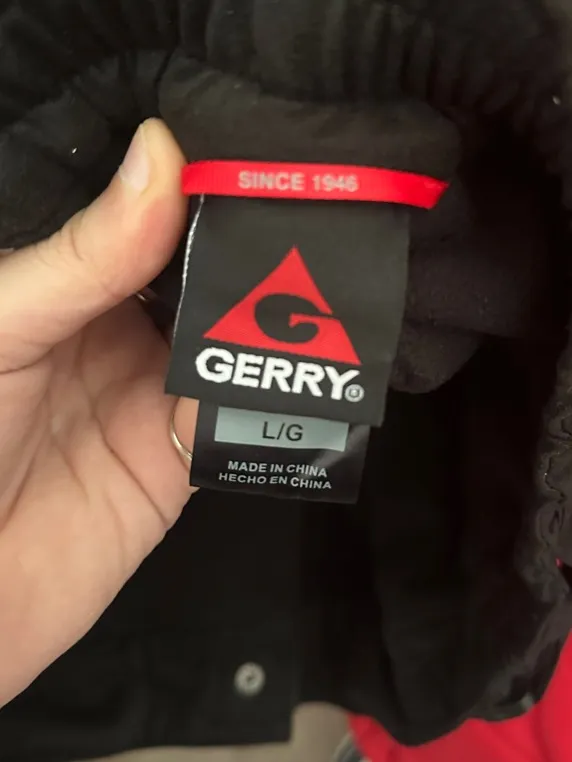 SINCE 1946
G
GERRY®
L/G
MADE IN CHINA
HECHO EN CHINA